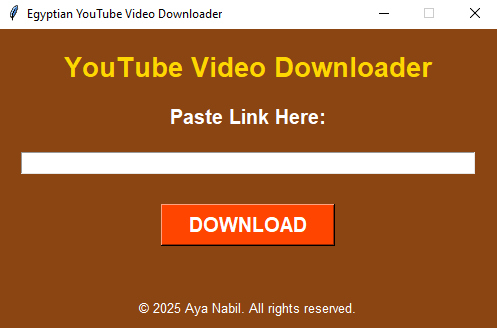 Egyptian YouTube Video Downloader
YouTube Video Downloader
Paste Link Here:
DOWNLOAD
© 2025 Aya Nabil. All rights reserved.